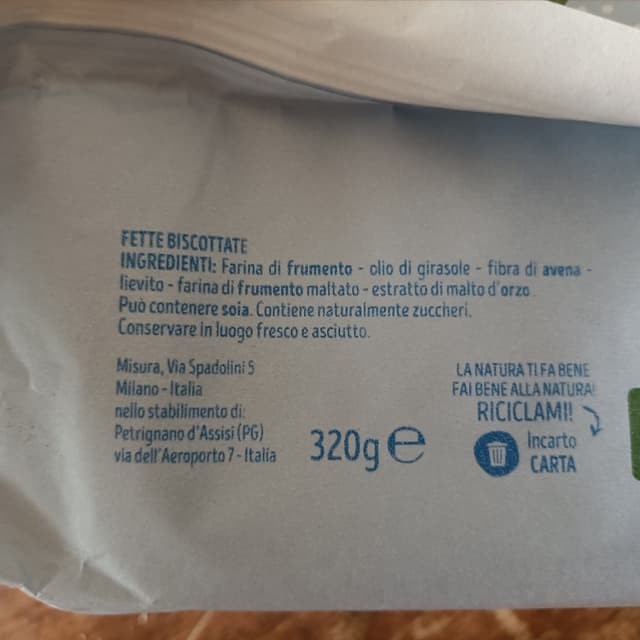 FETTE BISCOTTATE
INGREDIENTI: Farina di frumento - olio di girasole - fibra di avena -
lievito - farina di frumento maltato - estratto di malto d'orzo.
Può contenere soia. Contiene naturalmente zuccheri.
Conservare in luogo fresco e asciutto.
Misura, Via Spadolini 5
Milano - Italia
nello stabilimento di:
Petrignano d'Assisi (PG)
via dell'Aeroporto 7 - Italia
320g e
LA NATURA TI FA BENE
FAI BENE ALLA NATURA!
RICICLAMI!
Incarto
CARTA